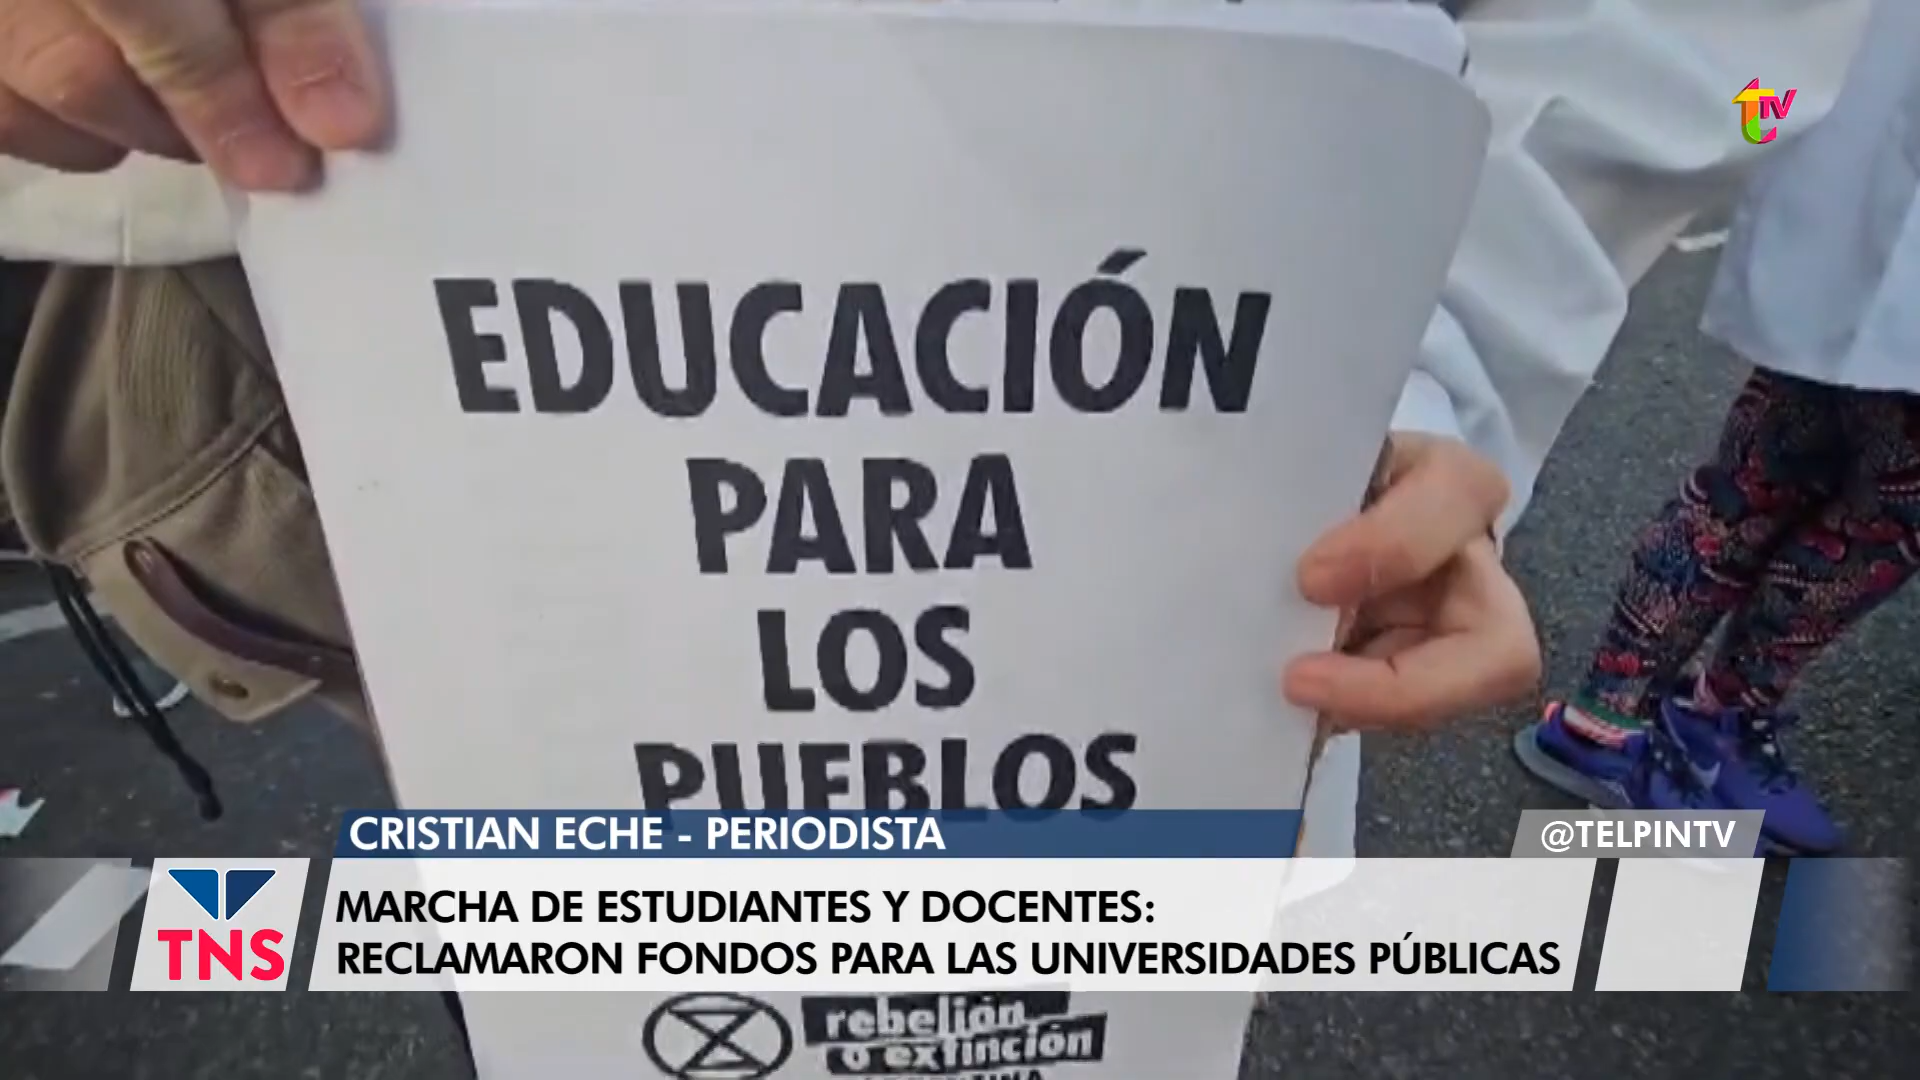 TV
EDUCACIÓN
PARA
LOS
PUEBLOS
CRISTIAN ECHE - PERIODISTA
@TELPINTV
TNS
MARCHA DE ESTUDIANTES Y DOCENTES:
RECLAMARON FONDOS PARA LAS UNIVERSIDADES PÚBLICAS
rebelión
o extinción